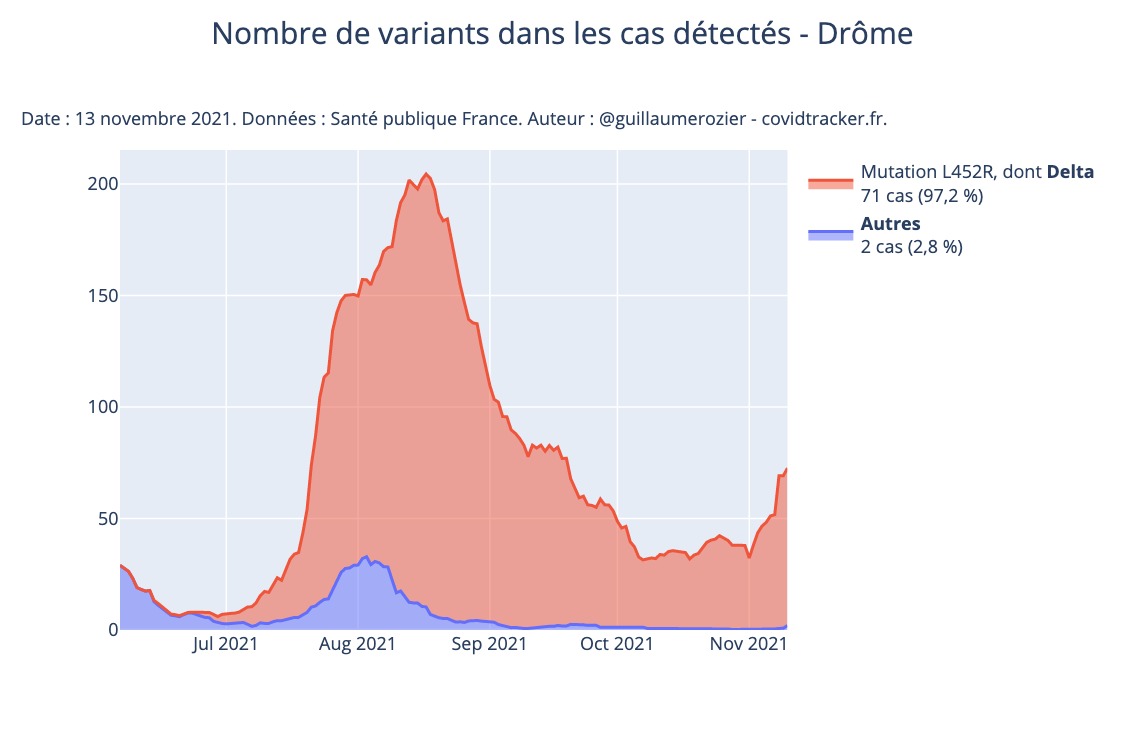 Nombre de variants dans les cas détectés - Drôme
Date : 13 novembre 2021. Données : Santé publique France. Auteur : @guillaumerozier - covidtracker.fr.
Mutation L452R, dont Delta
71 cas (97,2 %)
Autres
2 cas (2,8 %)
200
150
100
50
0
Jul 2021
Aug 2021
Sep 2021
Oct 2021
Nov 2021